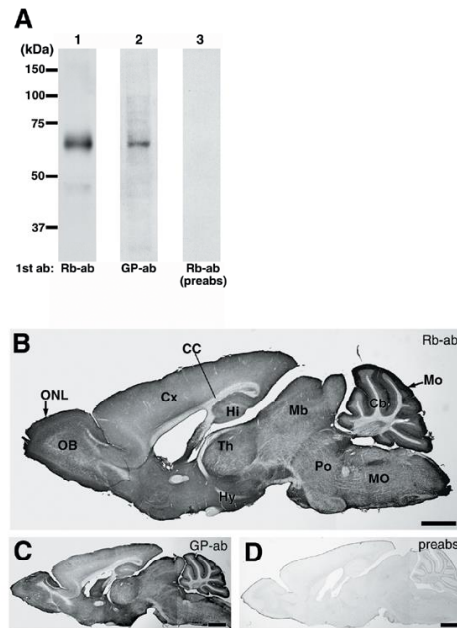 A
(kDa)
1 2 3
150
100
75
50
37
1st ab: Rb-ab GP-ab Rb-ab
(preabs)
B
Rb-ab
CC
ONL
Mo
Cx
Cb
Hi
Mb
OB
Th
Po
MO
Hy
C
GP-ab
D
preabs